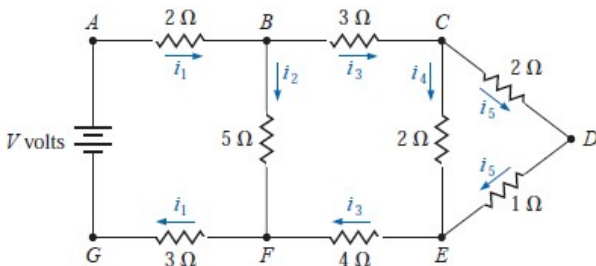 A 2 Ω B 3 Ω C
i₁ i₂ i₃ i₄ 2 Ω
i₅
V volts 5 Ω 2 Ω D
i₅
i₁ i₃ 1 Ω
G 3 Ω F 4 Ω E